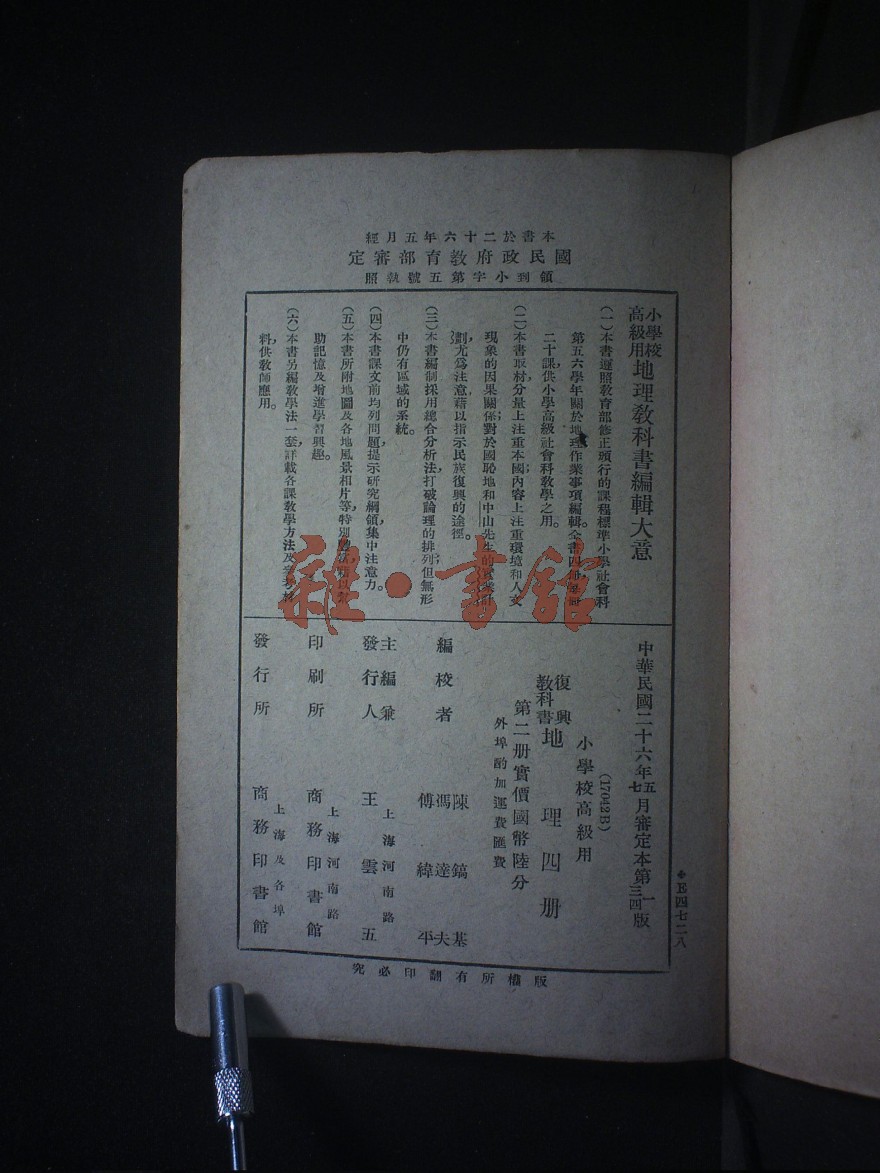 本書於二十六年五月經
國民政府教育部審定
領到小字第五號執照
小學校
高級用
地理教科書編輯大意
(一)本書遵照教育部修正頒行的課程標準小學社會科
第五六學年關於地理作業事項編輯。全書四冊,每冊
二十課,供小學高級社會科教學之用。
(二)本書取材,分量上注重本國;內容上注重環境和人文
現象的因果關係;對於國恥地和中山先生的實業計
劃,尤爲注意,藉以指示民族復興的途徑。
(三)本書編制採用總合分析法,打破論理的排列;但無形
中仍有區域的系統。
(四)本書課文前均列問題,提示研究綱領,集中注意力。
(五)本書所附地圖及各地風景相片等,特別
助記憶及增進學習興趣。
(六)本書另編教學法一套,詳載各課教學方法及參考材
料,供教師應用。
中華民國二十六年五七月審定本第一三四版
(17042B)
小學校高級用
復興
教科書
地理四冊
第二冊實價國幣陸分
外埠酌加運費匯費
編校者
陳鎬基
馮達夫
傅緯平
主編兼
發行人
上海河南路
王雲五
印刷所
上海河南路
商務印書館
發行所
上海及各埠
商務印書館
版權所有翻印必究
◆E四七二八
雜·書館